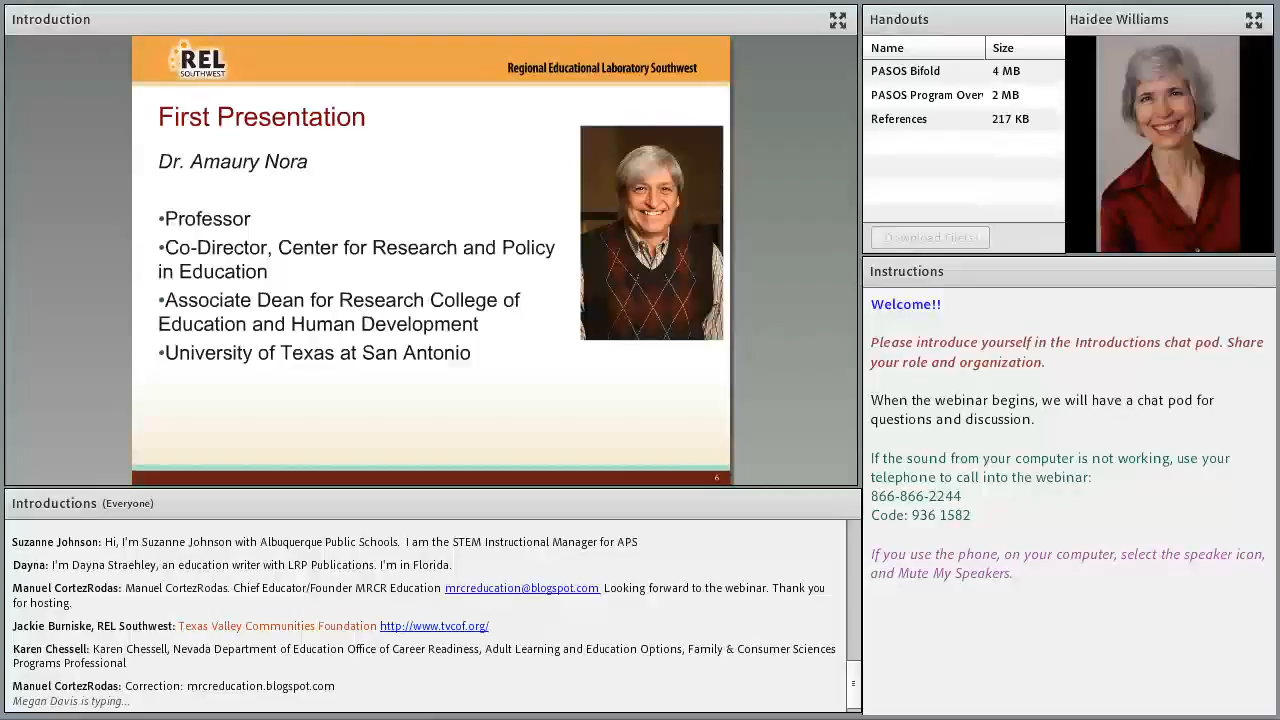 Introduction
REL
SOUTHWEST
Regional Educational Laboratory Southwest
First Presentation
Dr. Amaury Nora
•Professor
•Co-Director, Center for Research and Policy
in Education
•Associate Dean for Research College of
Education and Human Development
•University of Texas at San Antonio
6
Introductions (Everyone)
Suzanne Johnson: Hi, I'm Suzanne Johnson with Albuquerque Public Schools. I am the STEM Instructional Manager for APS
Dayna: I'm Dayna Straehley, an education writer with LRP Publications. I'm in Florida.
Manuel CortezRodas: Manuel CortezRodas. Chief Educator/Founder MRCR Education mrcreducation@blogspot.com Looking forward to the webinar. Thank you
for hosting.
Jackie Burniske, REL Southwest: Texas Valley Communities Foundation http://www.tvcof.org/
Karen Chessell: Karen Chessell, Nevada Department of Education Office of Career Readiness, Adult Learning and Education Options, Family & Consumer Sciences
Programs Professional
Manuel CortezRodas: Correction: mrcreducation.blogspot.com
Megan Davis is typing...
Handouts
Name Size
PASOS Bifold 4 MB
PASOS Program Over 2 MB
References 217 KB
Download File(s)
Haidee Williams
Instructions
Welcome!!
Please introduce yourself in the Introductions chat pod. Share
your role and organization.
When the webinar begins, we will have a chat pod for
questions and discussion.
If the sound from your computer is not working, use your
telephone to call into the webinar:
866-866-2244
Code: 936 1582
If you use the phone, on your computer, select the speaker icon,
and Mute My Speakers.